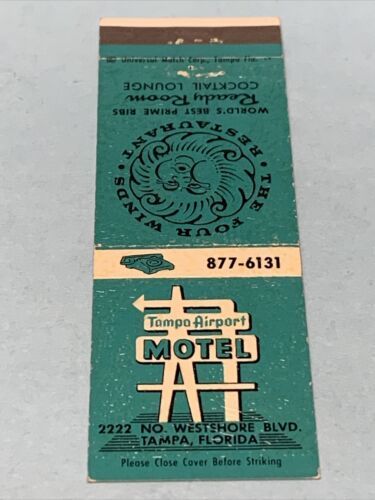 Universal Match Corp., Tampa, Fla.
WORLD'S BEST PRIME RIBS
Ready Room
COCKTAIL LOUNGE
THE FOUR WINDS • RESTAURANT •
877-6131
Tampa Airport
MOTEL
2222 NO. WESTSHORE BLVD.
TAMPA, FLORIDA
Please Close Cover Before Striking